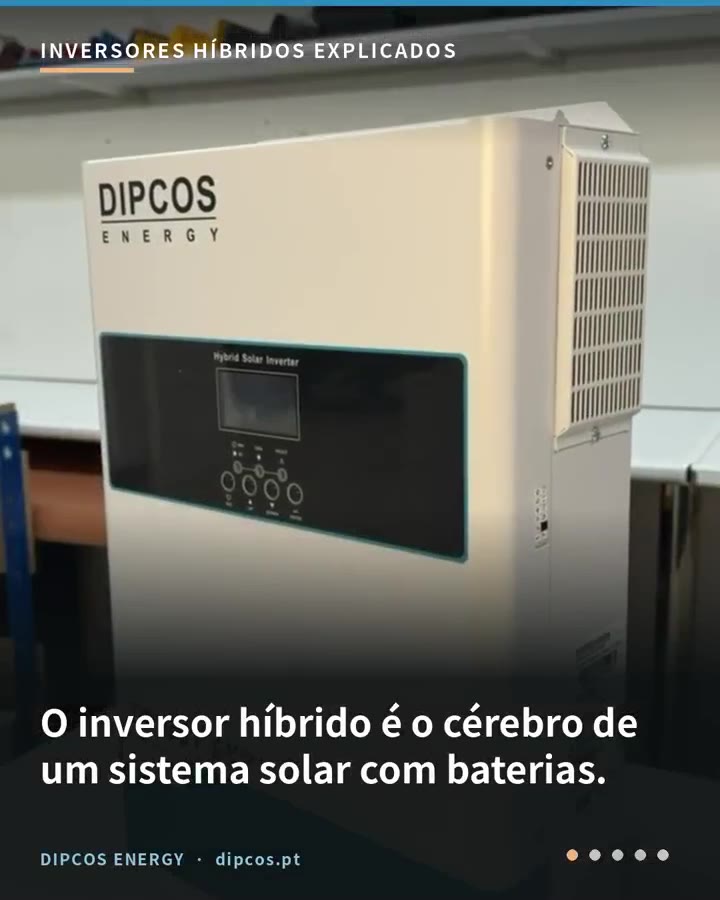 INVERSORES HÍBRIDOS EXPLICADOS
DIPCOS
ENERGY
Hybrid Solar Inverter
O inversor híbrido é o cérebro de
um sistema solar com baterias.
DIPCOS ENERGY · dipcos.pt